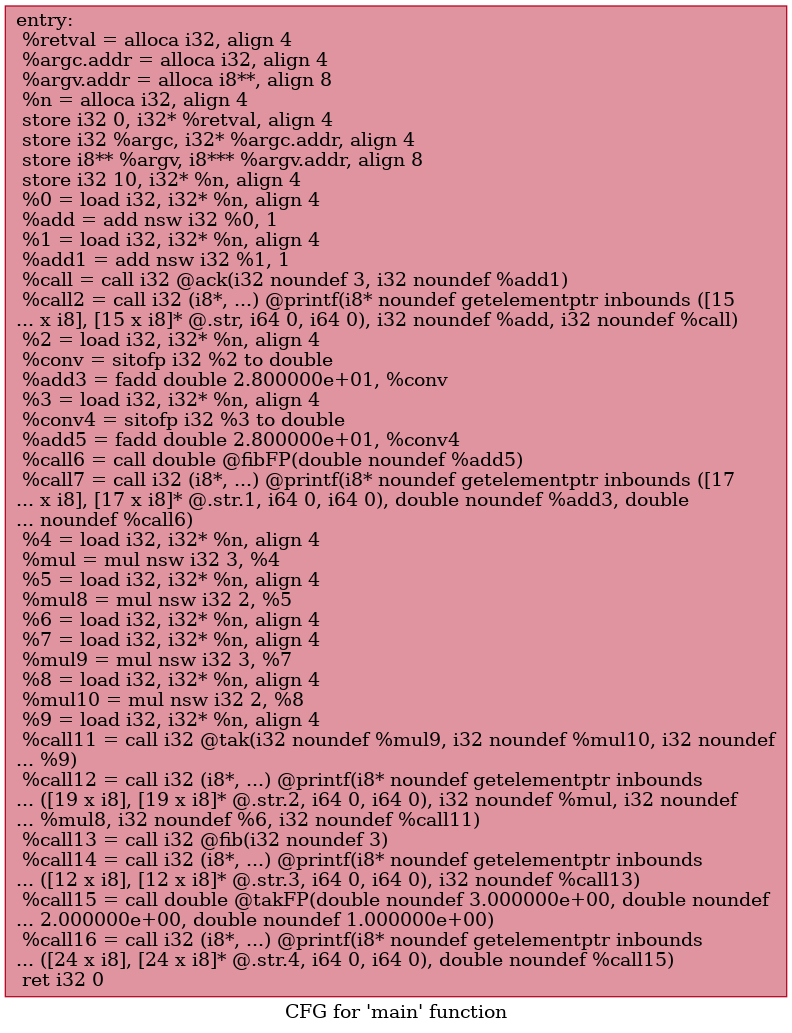 entry:
%retval = alloca i32, align 4
%argc.addr = alloca i32, align 4
%argv.addr = alloca i8**, align 8
%n = alloca i32, align 4
store i32 0, i32* %retval, align 4
store i32 %argc, i32* %argc.addr, align 4
store i8** %argv, i8*** %argv.addr, align 8
store i32 10, i32* %n, align 4
%0 = load i32, i32* %n, align 4
%add = add nsw i32 %0, 1
%1 = load i32, i32* %n, align 4
%add1 = add nsw i32 %1, 1
%call = call i32 @ack(i32 noundef 3, i32 noundef %add1)
%call2 = call i32 (i8*, ...) @printf(i8* noundef getelementptr inbounds ([15
... x i8], [15 x i8]* @.str, i64 0, i64 0), i32 noundef %add, i32 noundef %call)
%2 = load i32, i32* %n, align 4
%conv = sitofp i32 %2 to double
%add3 = fadd double 2.800000e+01, %conv
%3 = load i32, i32* %n, align 4
%conv4 = sitofp i32 %3 to double
%add5 = fadd double 2.800000e+01, %conv4
%call6 = call double @fibFP(double noundef %add5)
%call7 = call i32 (i8*, ...) @printf(i8* noundef getelementptr inbounds ([17
... x i8], [17 x i8]* @.str.1, i64 0, i64 0), double noundef %add3, double
... noundef %call6)
%4 = load i32, i32* %n, align 4
%mul = mul nsw i32 3, %4
%5 = load i32, i32* %n, align 4
%mul8 = mul nsw i32 2, %5
%6 = load i32, i32* %n, align 4
%7 = load i32, i32* %n, align 4
%mul9 = mul nsw i32 3, %7
%8 = load i32, i32* %n, align 4
%mul10 = mul nsw i32 2, %8
%9 = load i32, i32* %n, align 4
%call11 = call i32 @tak(i32 noundef %mul9, i32 noundef %mul10, i32 noundef
... %9)
%call12 = call i32 (i8*, ...) @printf(i8* noundef getelementptr inbounds
... ([19 x i8], [19 x i8]* @.str.2, i64 0, i64 0), i32 noundef %mul, i32 noundef
... %mul8, i32 noundef %6, i32 noundef %call11)
%call13 = call i32 @fib(i32 noundef 3)
%call14 = call i32 (i8*, ...) @printf(i8* noundef getelementptr inbounds
... ([12 x i8], [12 x i8]* @.str.3, i64 0, i64 0), i32 noundef %call13)
%call15 = call double @takFP(double noundef 3.000000e+00, double noundef
... 2.000000e+00, double noundef 1.000000e+00)
%call16 = call i32 (i8*, ...) @printf(i8* noundef getelementptr inbounds
... ([24 x i8], [24 x i8]* @.str.4, i64 0, i64 0), double noundef %call15)
ret i32 0
CFG for 'main' function